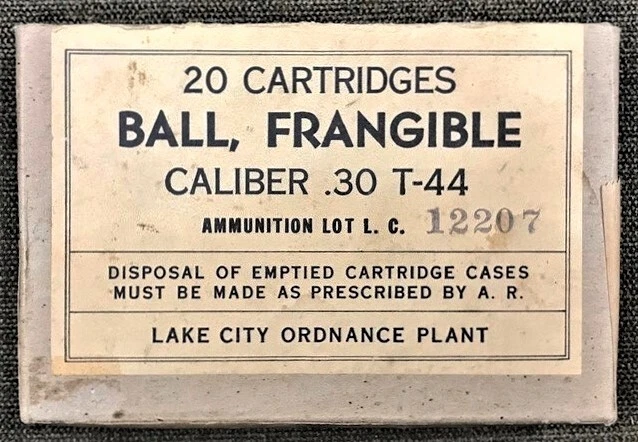 20 CARTRIDGES
BALL, FRANGIBLE
CALIBER .30 T-44
AMMUNITION LOT L. C. 12207
DISPOSAL OF EMPTIED CARTRIDGE CASES
MUST BE MADE AS PRESCRIBED BY A. R.
LAKE CITY ORDNANCE PLANT